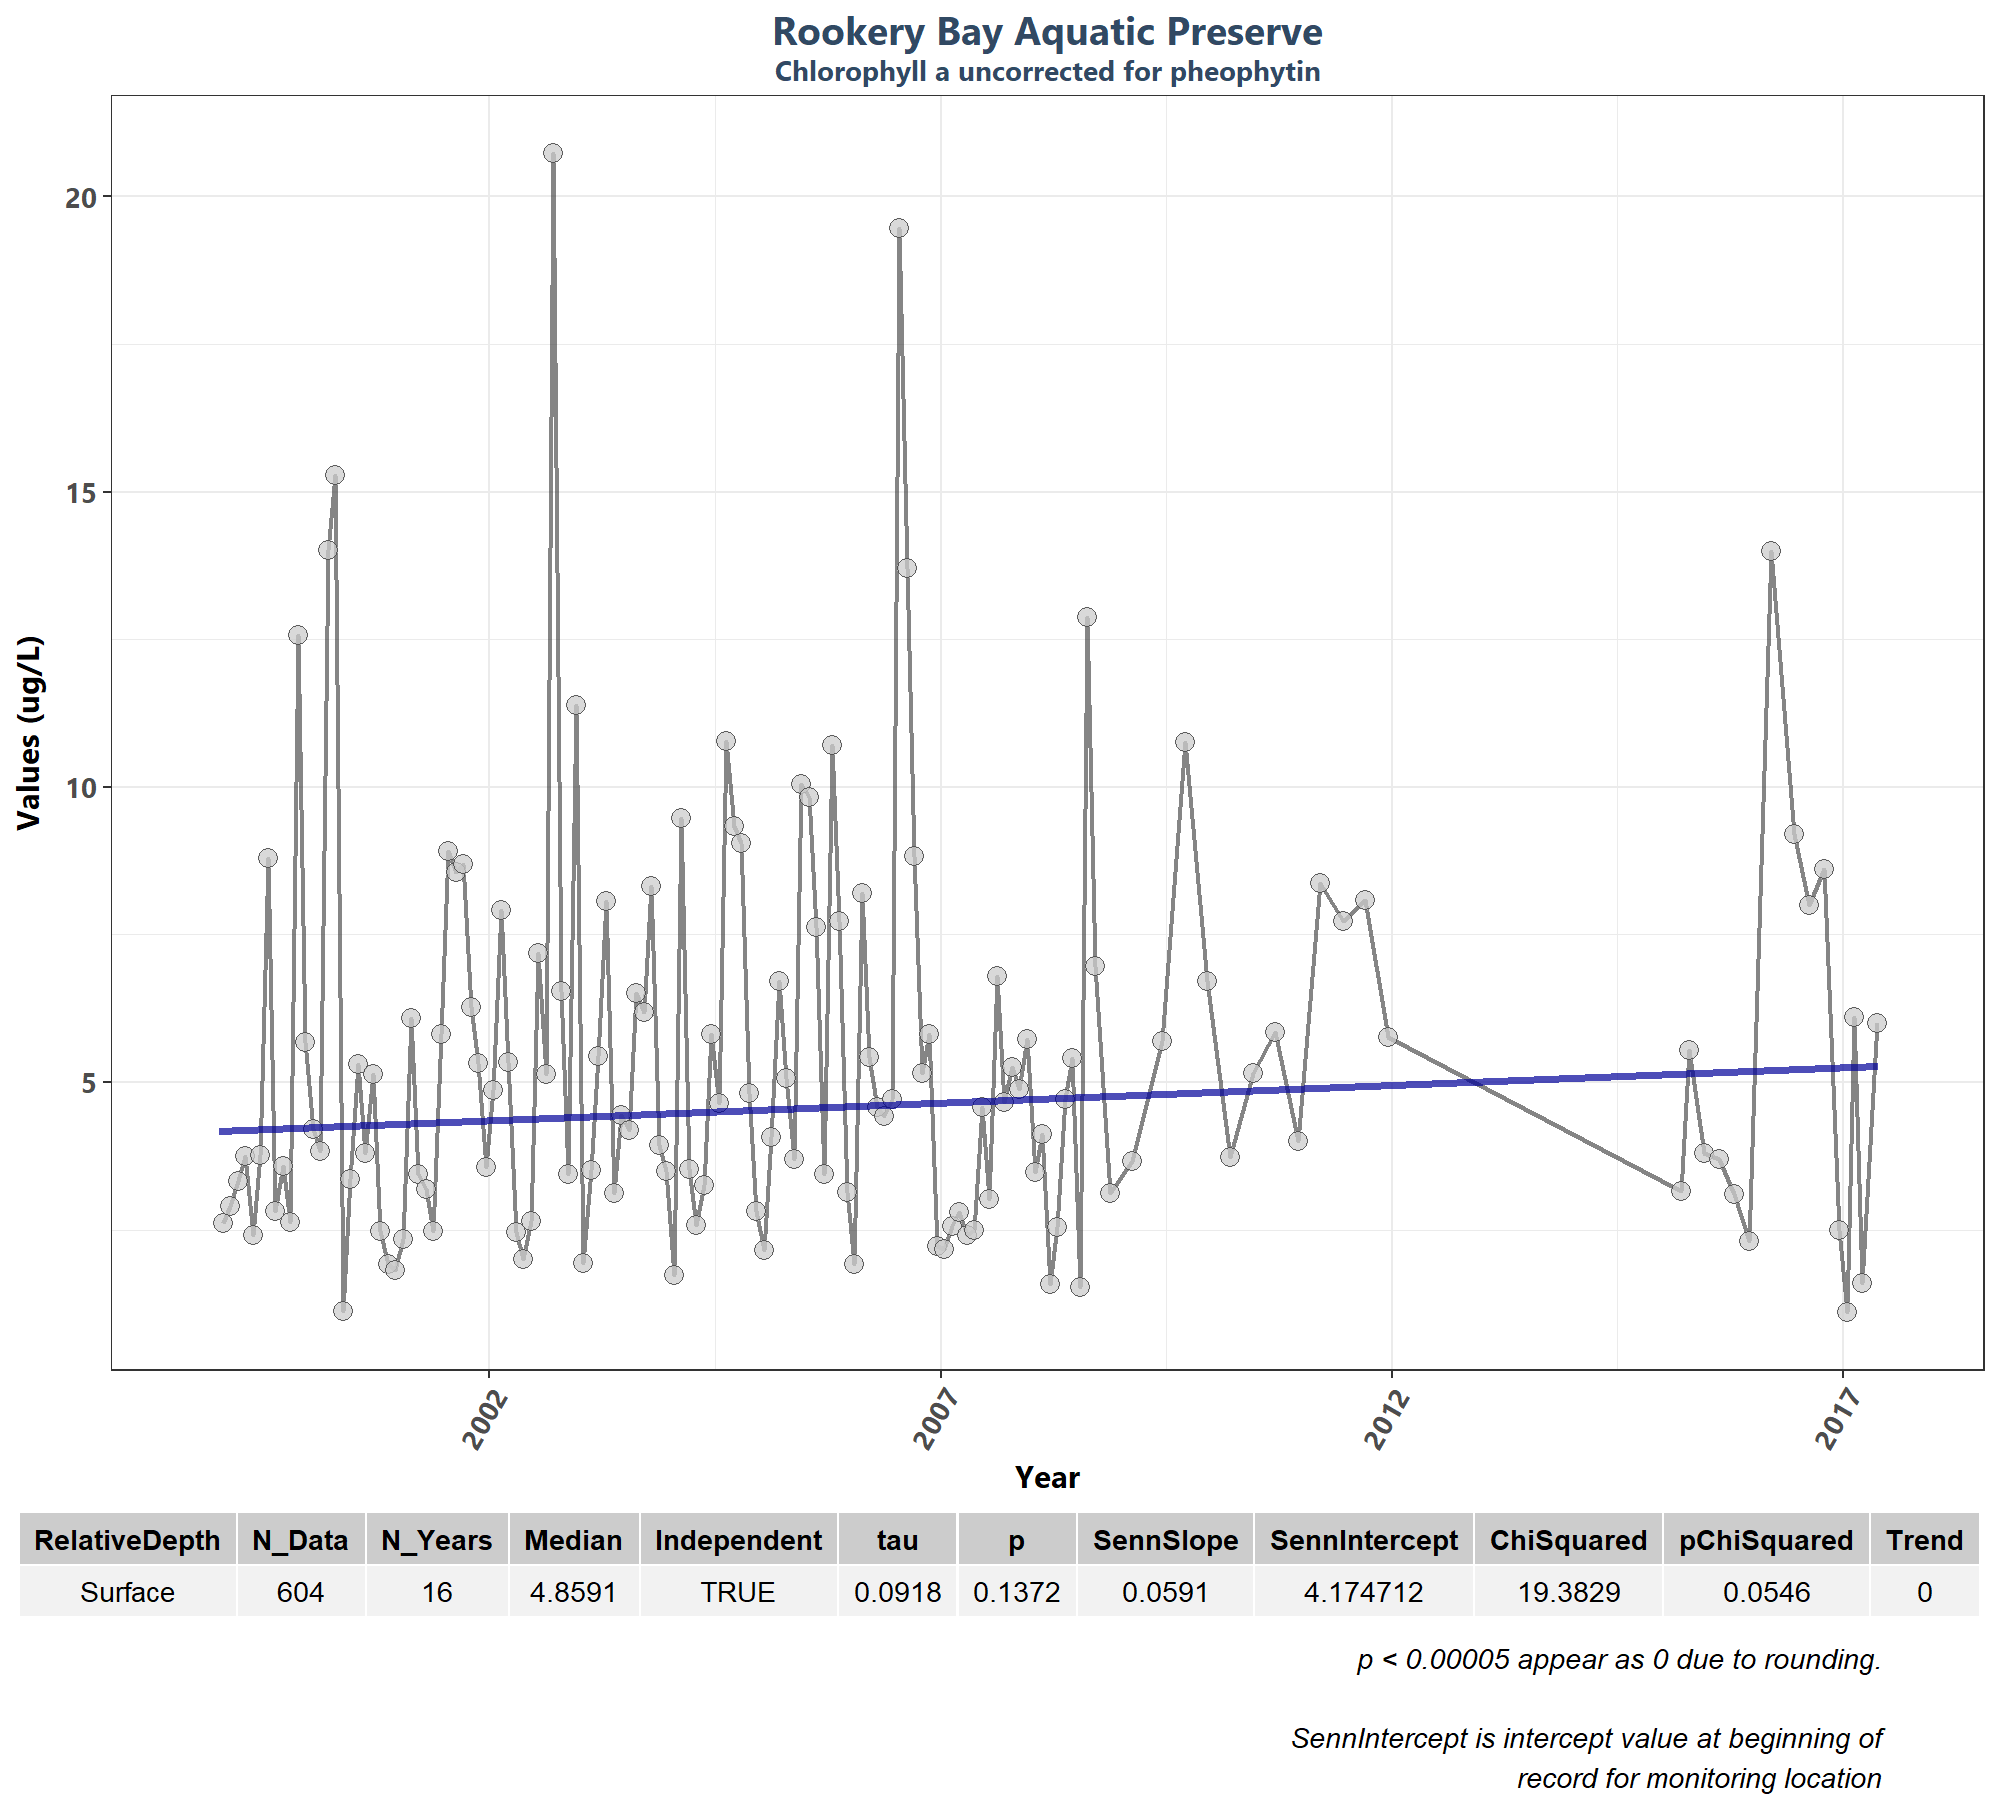 Rookery Bay Aquatic Preserve
Chlorophyll a uncorrected for pheophytin
Values (ug/L)
20
15
10
5
2002
2007
2012
2017
Year
RelativeDepth N_Data N_Years Median Independent tau p SennSlope SennIntercept ChiSquared pChiSquared Trend
Surface 604 16 4.8591 TRUE 0.0918 0.1372 0.0591 4.174712 19.3829 0.0546 0
p < 0.00005 appear as 0 due to rounding.
SennIntercept is intercept value at beginning of
record for monitoring location